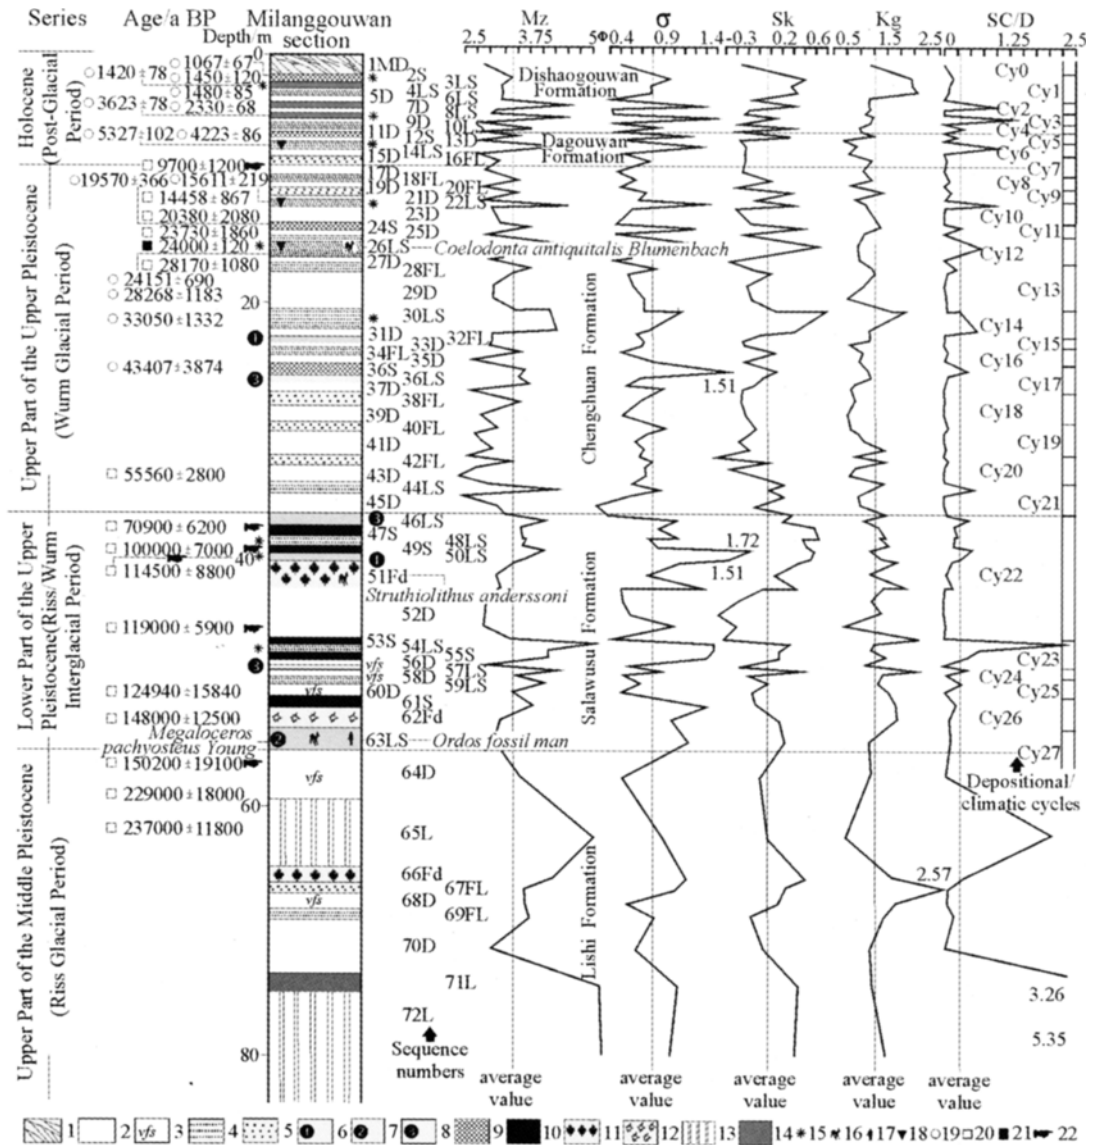 Series Age/a BP Milanggouwan section Mz σ Sk Kg SC/D
Depth/m 0 2.5 3.75 5Φ 0.4 0.9 1.4 -0.3 0.2 0.6 0.5 1.5 2.5 0 1.25 2.5
Holocene (Post-Glacial Period)
Upper Part of the Upper Pleistocene (Wurm Glacial Period)
Lower Part of the Upper Pleistocene(Riss/Wurm Interglacial Period)
Upper Part of the Middle Pleistocene (Riss Glacial Period)
1067±67
1420±78
1450±120
1480±85
3623±78
2330±68
5327±102
4223±86
9700±1200
19570±366
15611±219
14458±867
20380±2080
23730±1860
24000±120
28170±1080
24151±690
28268±1183
33050±1332
43407±3874
55560±2800
70900±6200
100000±7000
114500±8800
119000±5900
124940±15840
148000±12500
Megaloceros pachyosteus Young
150200±19100
229000±18000
237000±11800
20
40
60
80
vfs
vfs
vfs
vfs
vfs
1MD
2S
3LS
4LS
5D
6LS
7D
8LS
9D
10LS
11D
12S
13D
14LS
15D
16FL
17D
18FL
19D
20FL
21D
22LS
23D
24S
25D
26LS
Coelodonta antiquitalis Blumenbach
27D
28FL
29D
30LS
31D
32FL
33D
34FL
35D
36S
36LS
37D
38FL
39D
40FL
41D
42FL
43D
44LS
45D
46LS
47S
48LS
49S
50LS
51Fd
Struthiolithus anderssoni
52D
53S
54LS
55S
56D
57LS
58D
59LS
60D
61S
62Fd
63LS
Ordos fossil man
64D
65L
66Fd
67FL
68D
69FL
70D
71L
72L
Sequence numbers
Dishaogouwan Formation
Dagouwan Formation
Chengchuan Formation
Salawusu Formation
Lishi Formation
1.51
1.72
1.51
2.57
3.26
5.35
Cy0
Cy1
Cy2
Cy3
Cy4
Cy5
Cy6
Cy7
Cy8
Cy9
Cy10
Cy11
Cy12
Cy13
Cy14
Cy15
Cy16
Cy17
Cy18
Cy19
Cy20
Cy21
Cy22
Cy23
Cy24
Cy25
Cy26
Cy27
Depositional/ climatic cycles
average value average value average value average value average value
1 2 vfs 3 4 5 6 7 8 9 10 11 12 13 14 15 16 17 18 19 20 21 22